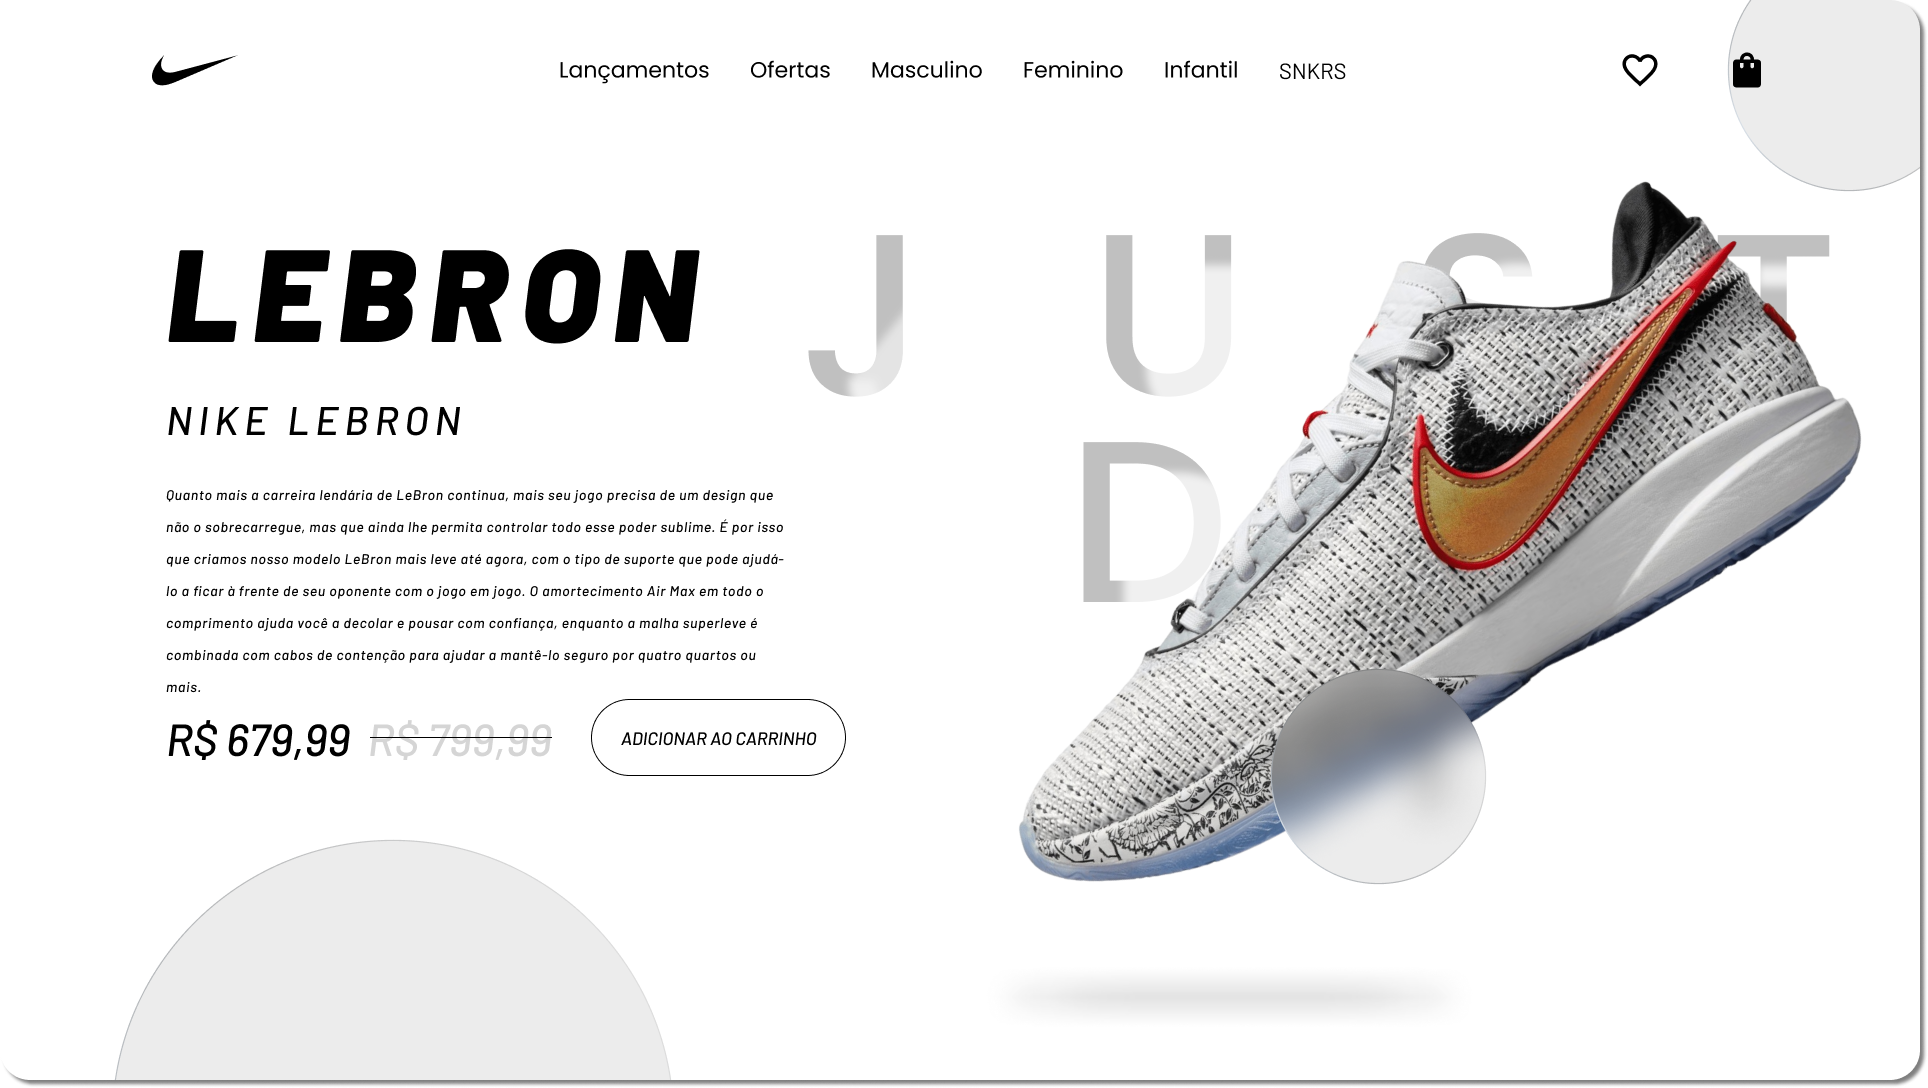 Lançamentos Ofertas Masculino Feminino Infantil SNKRS
J U S T
D
LEBRON
NIKE LEBRON
Quanto mais a carreira lendária de LeBron continua, mais seu jogo precisa de um design que
não o sobrecarregue, mas que ainda lhe permita controlar todo esse poder sublime. É por isso
que criamos nosso modelo LeBron mais leve até agora, com o tipo de suporte que pode ajudá-
lo a ficar à frente de seu oponente com o jogo em jogo. O amortecimento Air Max em todo o
comprimento ajuda você a decolar e pousar com confiança, enquanto a malha superleve é
combinada com cabos de contenção para ajudar a mantê-lo seguro por quatro quartos ou
mais.
R$ 679,99 R$ 799,99 ADICIONAR AO CARRINHO